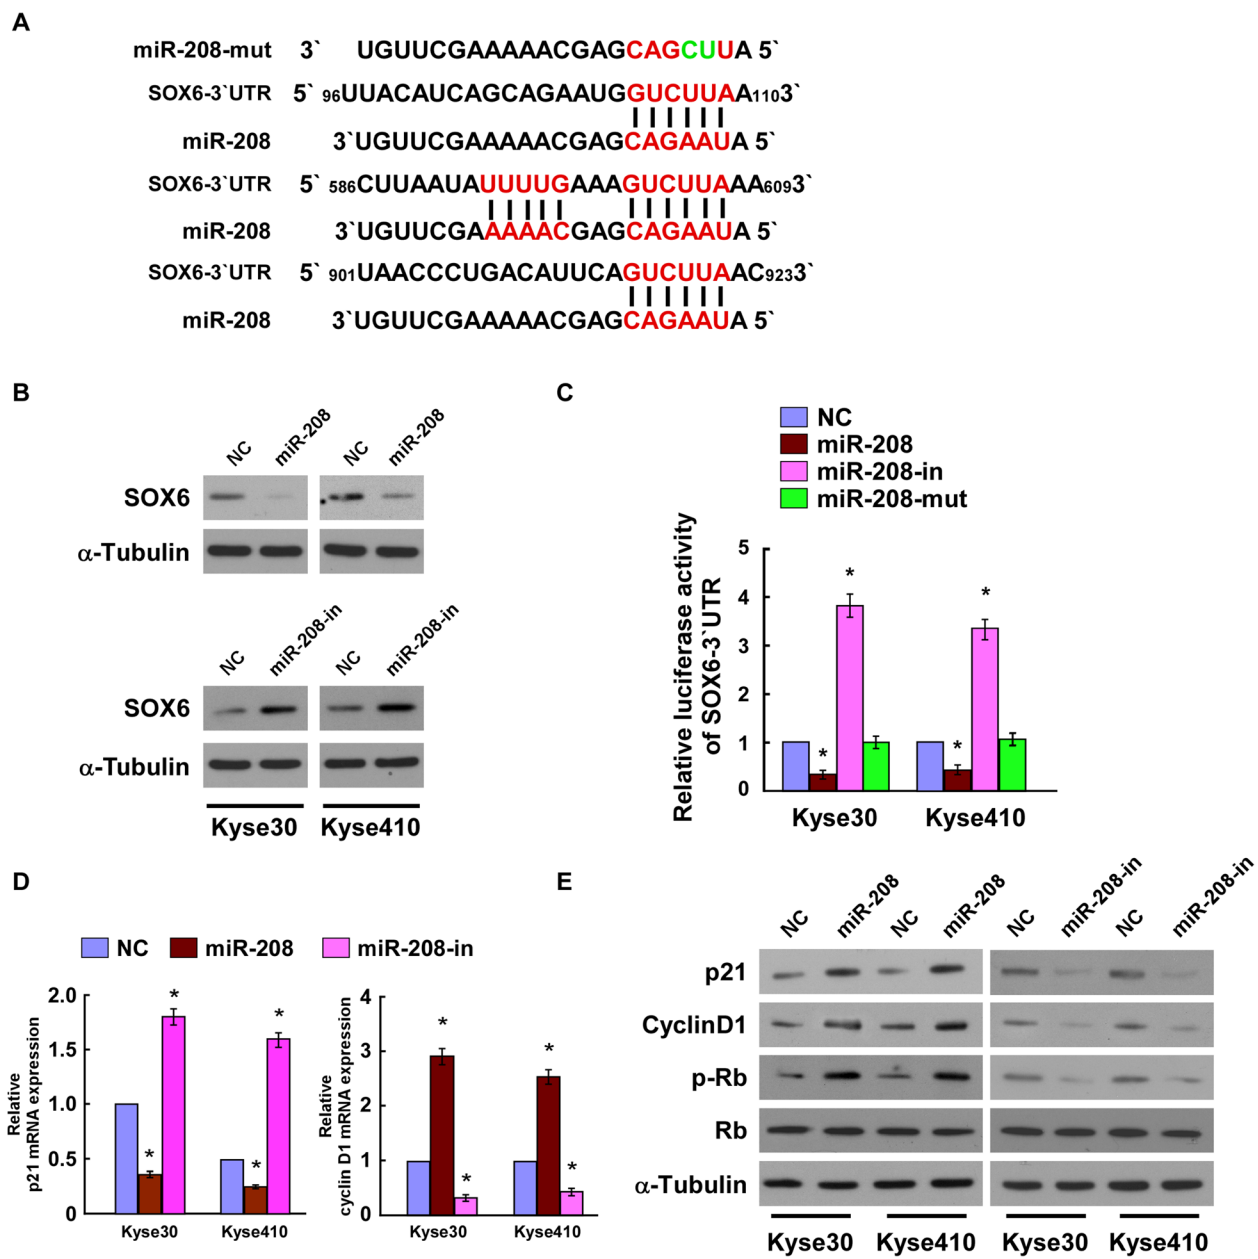 A
miR-208-mut 3` UGUUCGAAAAACGAGCAGCUUA 5`
SOX6-3`UTR 5` 96UUACAUCAGCAGAAUGGUCUUAA1103`
miR-208 3`UGUUCGAAAAACGAGCAGAAUA 5`
SOX6-3`UTR 5` 586CUUAAUAUUUUGAAAGUCUUAAA6093`
miR-208 3`UGUUCGAAAAACGAGCAGAAUA 5`
SOX6-3`UTR 5` 901UAACCCUGACAUUCAGUCUUAAC9233`
miR-208 3`UGUUCGAAAAACGAGCAGAAUA 5`
B
NC miR-208 NC miR-208
SOX6
α-Tubulin
NC miR-208-in NC miR-208-in
SOX6
α-Tubulin
Kyse30 Kyse410
C
NC
miR-208
miR-208-in
miR-208-mut
Relative luciferase activity
of SOX6-3`UTR
5
4
3
2
1
0
* * * *
Kyse30 Kyse410
D
NC miR-208 miR-208-in
Relative
p21 mRNA expression
2.0
1.5
1.0
0.5
0
* * * *
Kyse30 Kyse410
Relative
cyclin D1 mRNA expression
4
3
2
1
0
* * * *
Kyse30 Kyse410
E
NC miR-208 NC miR-208 NC miR-208-in NC miR-208-in
p21
CyclinD1
p-Rb
Rb
α-Tubulin
Kyse30 Kyse410 Kyse30 Kyse410